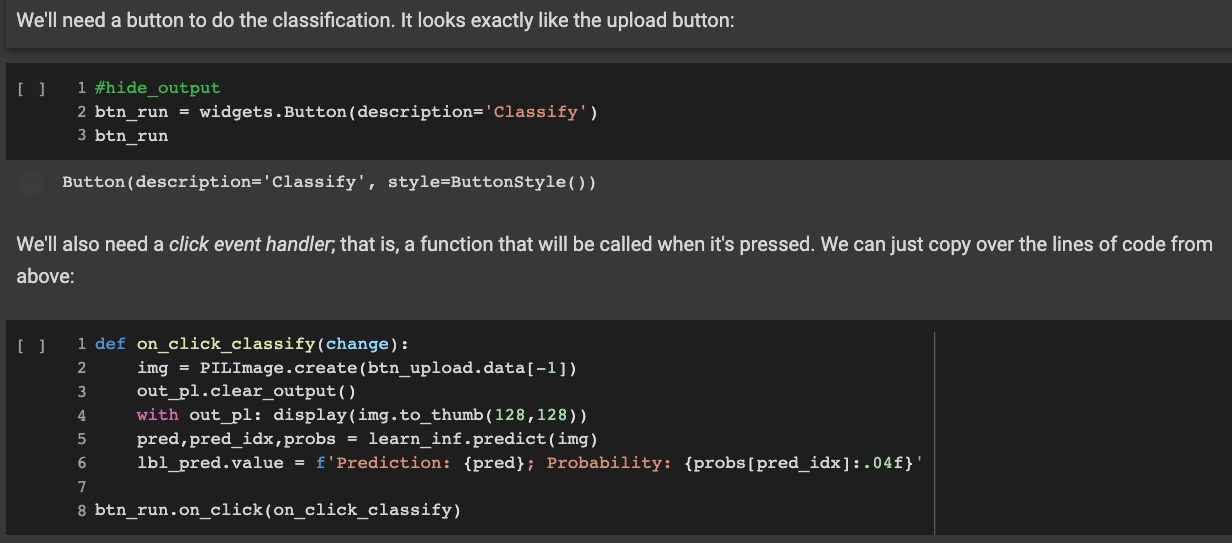 We'll need a button to do the classification. It looks exactly like the upload button:
[ ] 1 #hide_output
2 btn_run = widgets.Button(description='Classify')
3 btn_run
Button(description='Classify', style=ButtonStyle())
We'll also need a click event handler; that is, a function that will be called when it's pressed. We can just copy over the lines of code from
above:
[ ] 1 def on_click_classify(change):
2     img = PILImage.create(btn_upload.data[-1])
3     out_pl.clear_output()
4     with out_pl: display(img.to_thumb(128,128))
5     pred,pred_idx,probs = learn_inf.predict(img)
6     lbl_pred.value = f'Prediction: {pred}; Probability: {probs[pred_idx]:.04f}'
7
8 btn_run.on_click(on_click_classify)